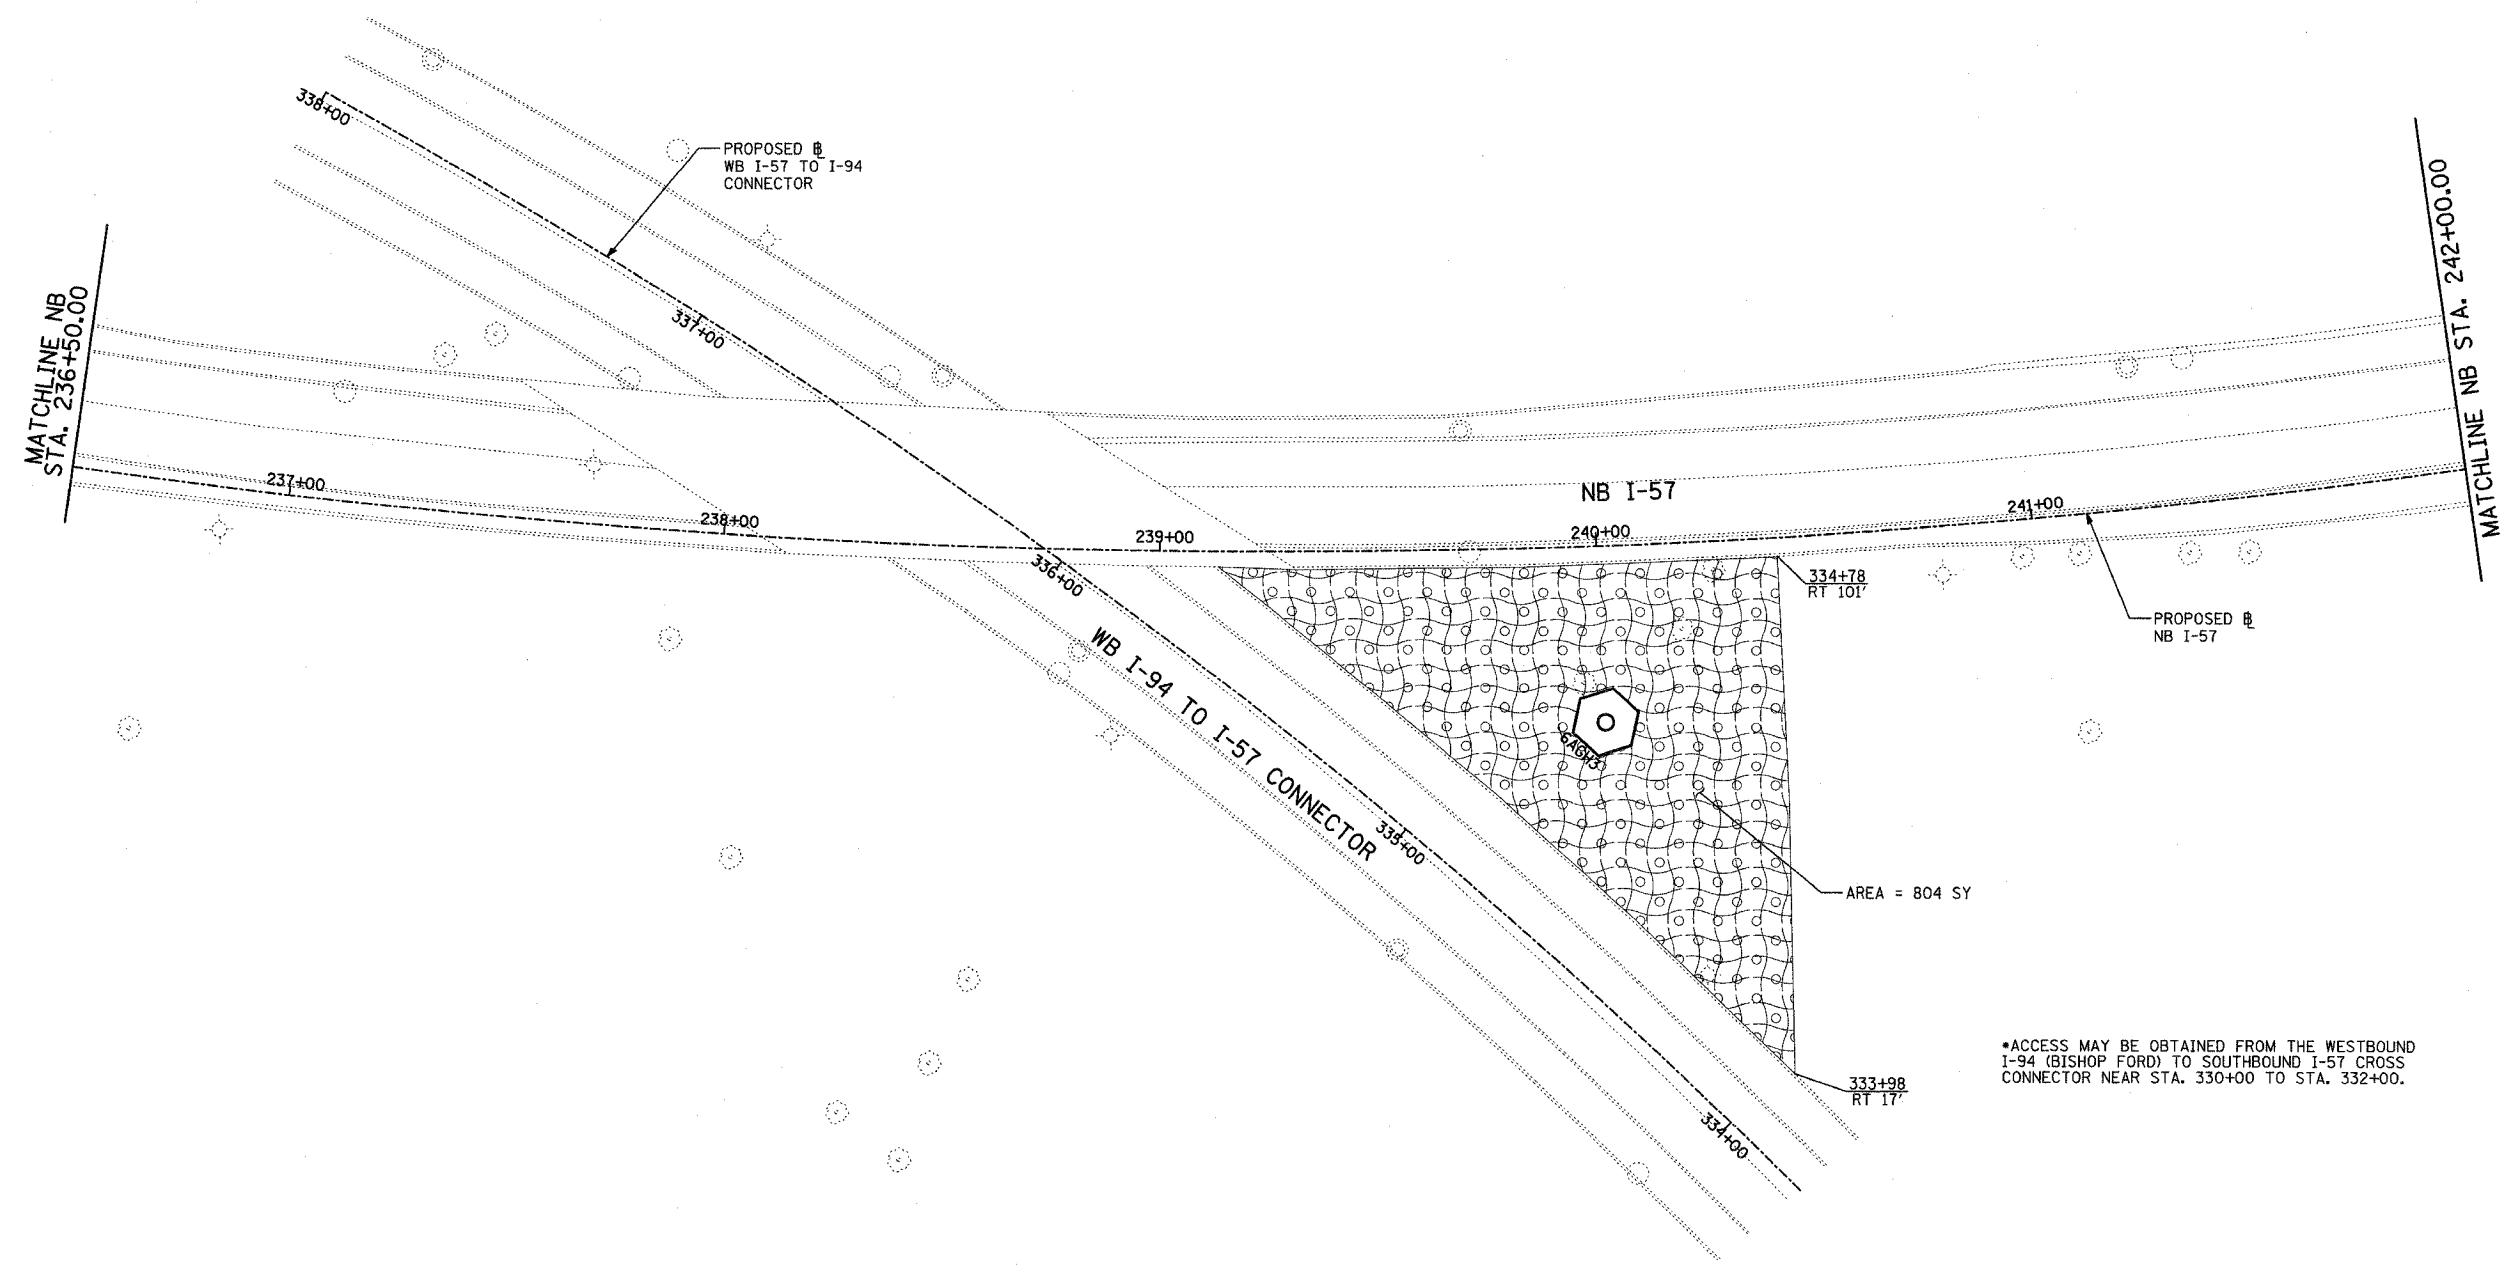 338+00
PROPOSED ℄
WB I-57 TO I-94
CONNECTOR
337+00
MATCHLINE NB
STA. 236+50.00
237+00
238+00
239+00
240+00
241+00
NB I-57
MATCHLINE NB STA. 242+00.00
336+00
334+78
RT 101'
PROPOSED
NB I-57
WB I-94 TO I-57 CONNECTOR
335+00
AREA = 804 SY
334+00
333+98
RT 17'
*ACCESS MAY BE OBTAINED FROM THE WESTBOUND
I-94 (BISHOP FORD) TO SOUTHBOUND I-57 CROSS
CONNECTOR NEAR STA. 330+00 TO STA. 332+00.